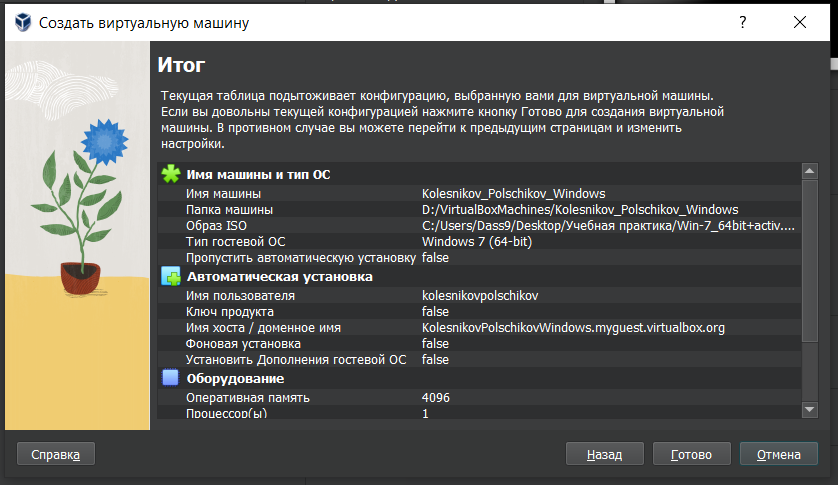 Создать виртуальную машину
?
Итог
Текущая таблица подытоживает конфигурацию, выбранную вами для виртуальной машины.
Если вы довольны текущей конфигурацией нажмите кнопку Готово для создания виртуальной
машины. В противном случае вы можете перейти к предыдущим страницам и изменить
настройки.
Имя машины и тип ОС
Имя машины Kolesnikov_Polschikov_Windows
Папка машины D:/VirtualBoxMachines/Kolesnikov_Polschikov_Windows
Образ ISO C:/Users/Dass9/Desktop/Учебная практика/Win-7_64bit+activ....
Тип гостевой ОС Windows 7 (64-bit)
Пропустить автоматическую установку false
Автоматическая установка
Имя пользователя kolesnikovpolschikov
Ключ продукта false
Имя хоста / доменное имя KolesnikovPolschikovWindows.myguest.virtualbox.org
Фоновая установка false
Установить Дополнения гостевой ОС false
Оборудование
Оперативная память 4096
Процессор(ы) 1
Справка Назад Готово Отмена